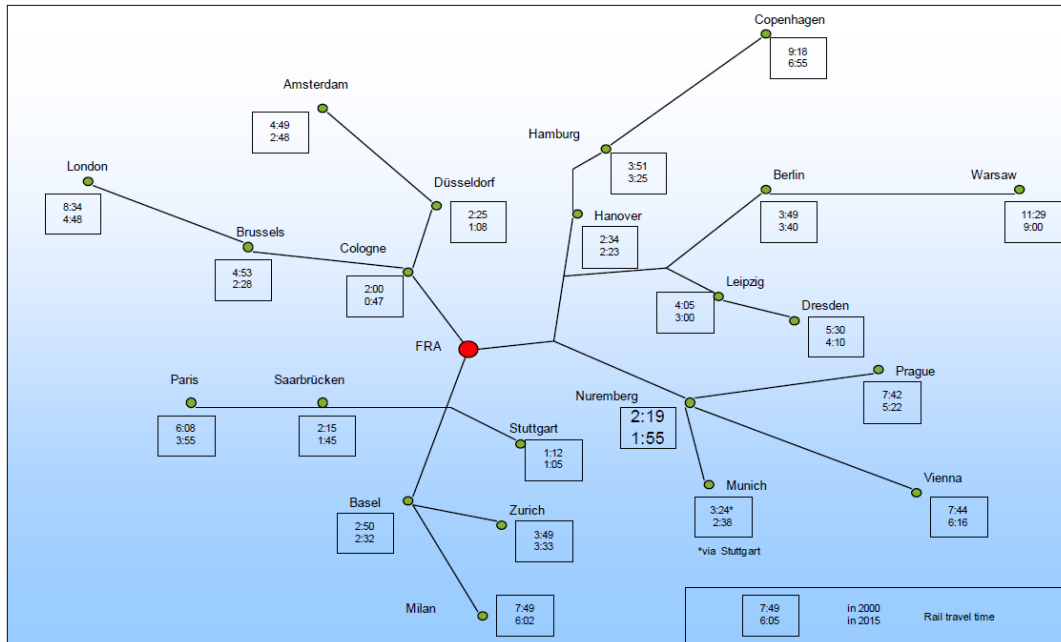 Copenhagen
9:18
6:55
Amsterdam
4:49
2:48
Hamburg
3:51
3:25
London
8:34
4:48
Düsseldorf
2:25
1:08
Berlin
3:49
3:40
Warsaw
11:29
9:00
Hanover
2:34
2:23
Brussels
4:53
2:28
Cologne
2:00
0:47
Leipzig
4:05
3:00
Dresden
5:30
4:10
FRA
Paris
6:08
3:55
Saarbrücken
2:15
1:45
Prague
7:42
5:22
Nuremberg
2:19
1:55
Stuttgart
1:12
1:05
Munich
3:24*
2:38
*via Stuttgart
Vienna
7:44
6:16
Basel
2:50
2:32
Zurich
3:49
3:33
Milan
7:49
6:02
7:49
6:05
in 2000
in 2015
Rail travel time